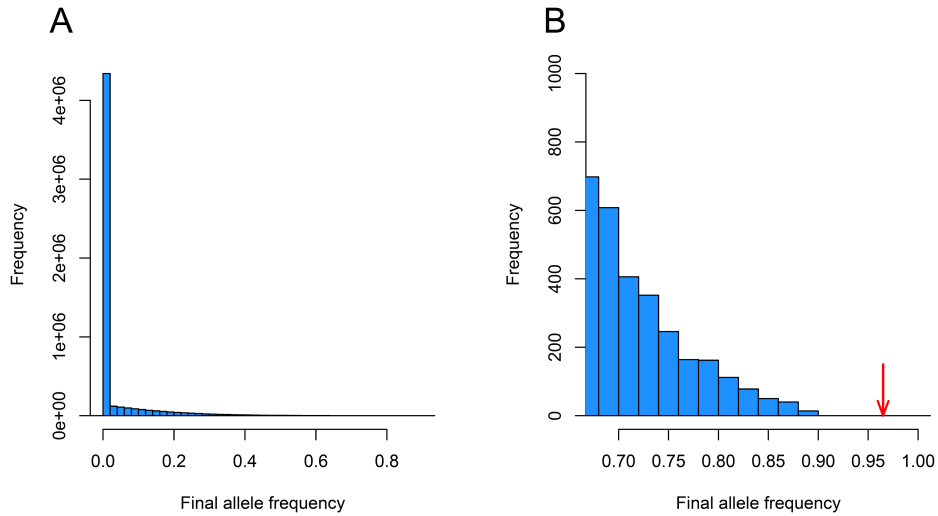 A
Frequency
0e+00 1e+06 2e+06 3e+06 4e+06
0.0 0.2 0.4 0.6 0.8
Final allele frequency
B
Frequency
0 200 400 600 800 1000
0.70 0.75 0.80 0.85 0.90 0.95 1.00
Final allele frequency